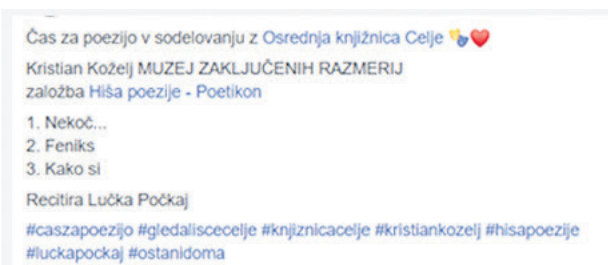 Čas za poezijo v sodelovanju z Osrednja knjižnica Celje 🎭❤️
Kristian Koželj MUZEJ ZAKLJUČENIH RAZMERIJ
založba Hiša poezije - Poetikon
1. Nekoč...
2. Feniks
3. Kako si
Recitira Lučka Počkaj
#caszapoezijo #gledaliscecelje #knjiznicacelje #kristiankozelj #hisapoezije
#luckapockaj #ostanidoma